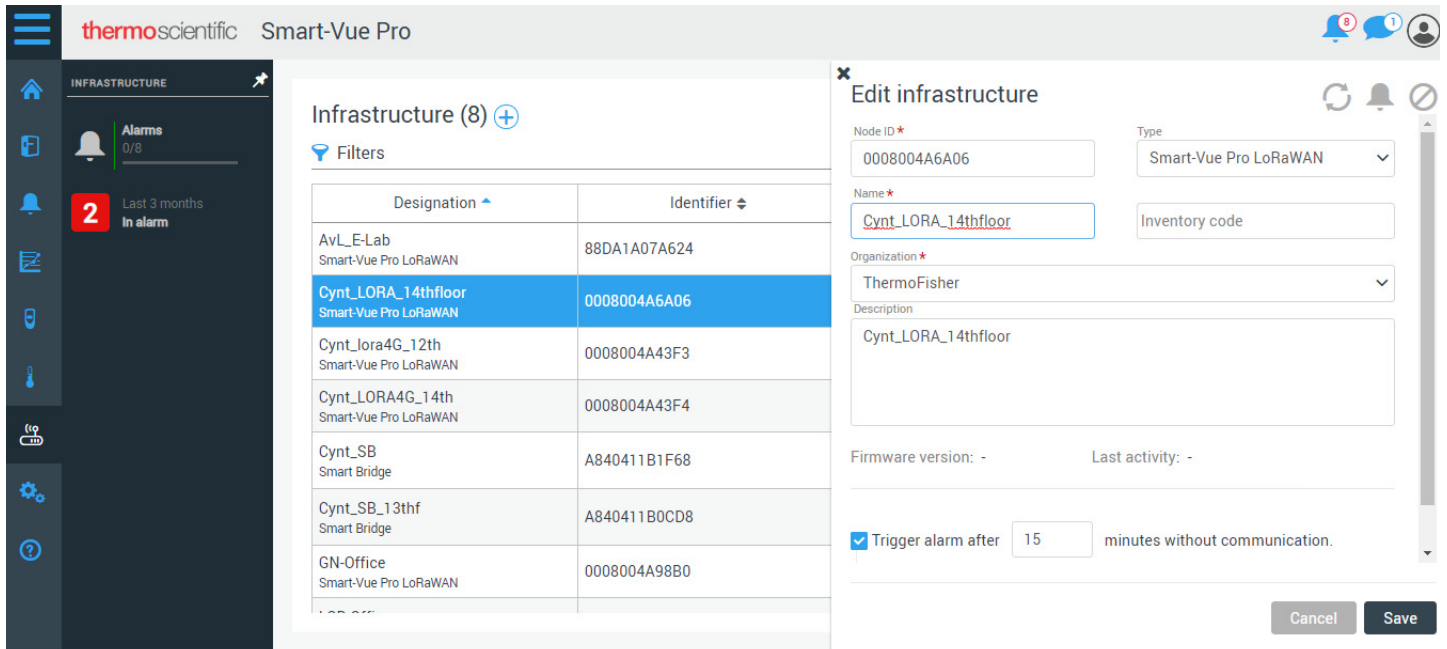 thermoscientific Smart-Vue Pro
8
1
INFRASTRUCTURE
Alarms
0/8
2
Last 3 months
In alarm
Infrastructure (8)
Filters
Designation Identifier
AvL_E-Lab
Smart-Vue Pro LoRaWAN
88DA1A07A624
Cynt_LORA_14thfloor
Smart-Vue Pro LoRaWAN
0008004A6A06
Cynt_lora4G_12th
Smart-Vue Pro LoRaWAN
0008004A43F3
Cynt_LORA4G_14th
Smart-Vue Pro LoRaWAN
0008004A43F4
Cynt_SB
Smart Bridge
A840411B1F68
Cynt_SB_13thf
Smart Bridge
A840411B0CD8
GN-Office
Smart-Vue Pro LoRaWAN
0008004A98B0
Edit infrastructure
Node ID*
0008004A6A06
Type
Smart-Vue Pro LoRaWAN
Name*
Cynt_LORA_14thfloor
Inventory code
Organization*
ThermoFisher
Description
Cynt_LORA_14thfloor
Firmware version: - Last activity: -
Trigger alarm after 15 minutes without communication.
Cancel Save